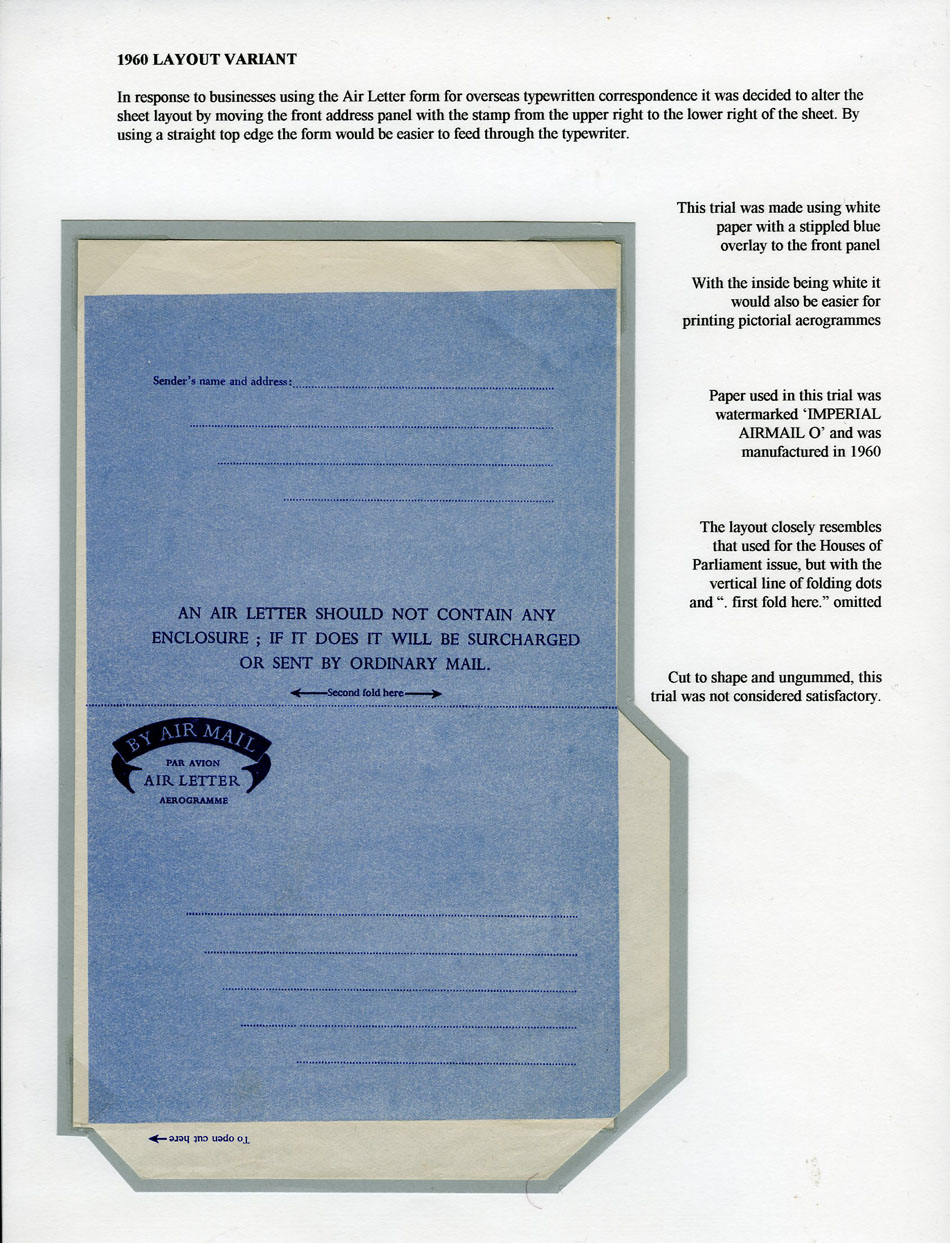 1960 LAYOUT VARIANT
In response to businesses using the Air Letter form for overseas typewritten correspondence it was decided to alter the
sheet layout by moving the front address panel with the stamp from the upper right to the lower right of the sheet. By
using a straight top edge the form would be easier to feed through the typewriter.
This trial was made using white
paper with a stippled blue
overlay to the front panel
With the inside being white it
would also be easier for
printing pictorial aerogrammes
Paper used in this trial was
watermarked ‘IMPERIAL
AIRMAIL O’ and was
manufactured in 1960
The layout closely resembles
that used for the Houses of
Parliament issue, but with the
vertical line of folding dots
and “. first fold here.” omitted
Cut to shape and ungummed, this
trial was not considered satisfactory.
Sender's name and address:
AN AIR LETTER SHOULD NOT CONTAIN ANY
ENCLOSURE ; IF IT DOES IT WILL BE SURCHARGED
OR SENT BY ORDINARY MAIL.
Second fold here
BY AIR MAIL
PAR AVION
AIR LETTER
AEROGRAMME
To open cut here